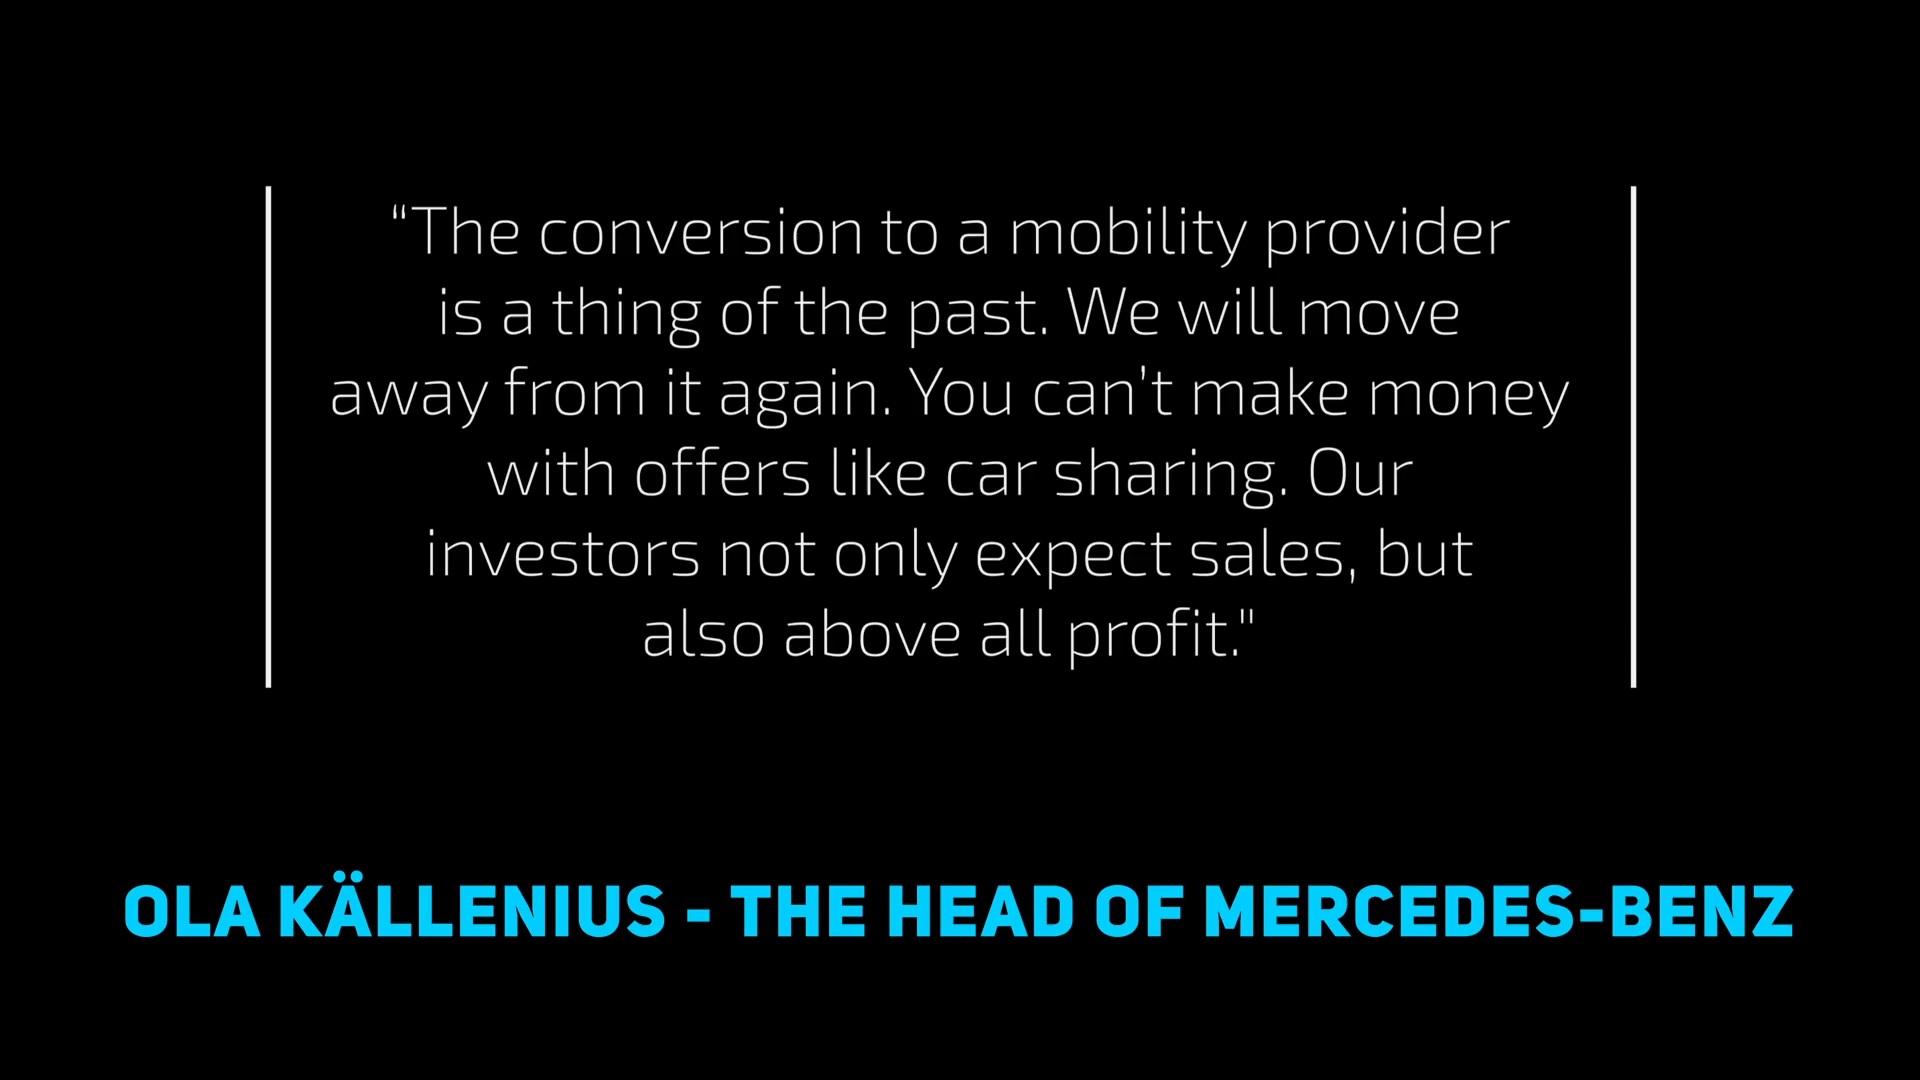 “The conversion to a mobility provider
is a thing of the past. We will move
away from it again. You can't make money
with offers like car sharing. Our
investors not only expect sales, but
also above all profit."
OLA KÄLLENIUS - THE HEAD OF MERCEDES-BENZ